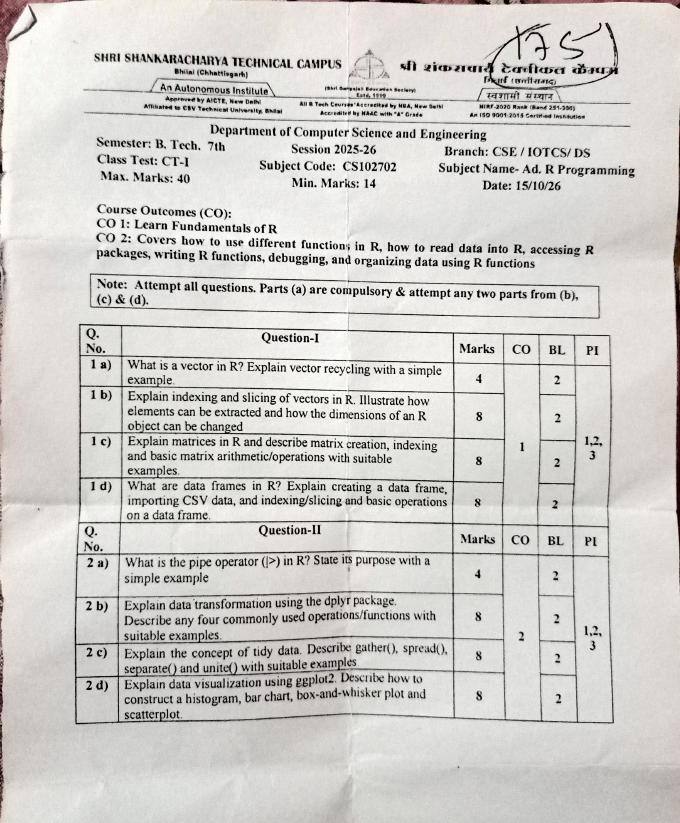 175
SHRI SHANKARACHARYA TECHNICAL CAMPUS
Bhilai (Chhattisgarh)
An Autonomous Institute
Approved by AICTE, New Delhi
Affiliated to CSV Technical University, Bhilai
(Shri Gangajali Education Society)
Estd. 1999
All B Tech Courses Accredited by NBA, New Delhi
Accredited by NAAC with "A" Grade
श्री शंकराचार्य टेक्नीकल कैम्पस
भिलाई (छत्तीसगढ़)
स्वशासी संस्थान
NIRF-2020 Rank (Band 251-300)
An ISO 9001:2015 Certified Institution
Department of Computer Science and Engineering
Semester: B. Tech. 7th Session 2025-26 Branch: CSE / IOTCS/ DS
Class Test: CT-I Subject Code: CS102702 Subject Name- Ad. R Programming
Max. Marks: 40 Min. Marks: 14 Date: 15/10/26
Course Outcomes (CO):
CO 1: Learn Fundamentals of R
CO 2: Covers how to use different functions in R, how to read data into R, accessing R
packages, writing R functions, debugging, and organizing data using R functions
Note: Attempt all questions. Parts (a) are compulsory & attempt any two parts from (b),
(c) & (d).
Q. No. Question-I Marks CO BL PI
1 a) What is a vector in R? Explain vector recycling with a simple
example. 4 2
1 b) Explain indexing and slicing of vectors in R. Illustrate how
elements can be extracted and how the dimensions of an R
object can be changed 8 2
1 1,2, 3
1 c) Explain matrices in R and describe matrix creation, indexing
and basic matrix arithmetic/operations with suitable
examples. 8 2
1 d) What are data frames in R? Explain creating a data frame,
importing CSV data, and indexing/slicing and basic operations
on a data frame. 8 2
Q. No. Question-II Marks CO BL PI
2 a) What is the pipe operator (|>) in R? State its purpose with a
simple example 4 2
2 b) Explain data transformation using the dplyr package.
Describe any four commonly used operations/functions with
suitable examples. 8 2
2 1,2, 3
2 c) Explain the concept of tidy data. Describe gather(), spread(),
separate() and unite() with suitable examples 8 2
2 d) Explain data visualization using ggplot2. Describe how to
construct a histogram, bar chart, box-and-whisker plot and
scatterplot. 8 2